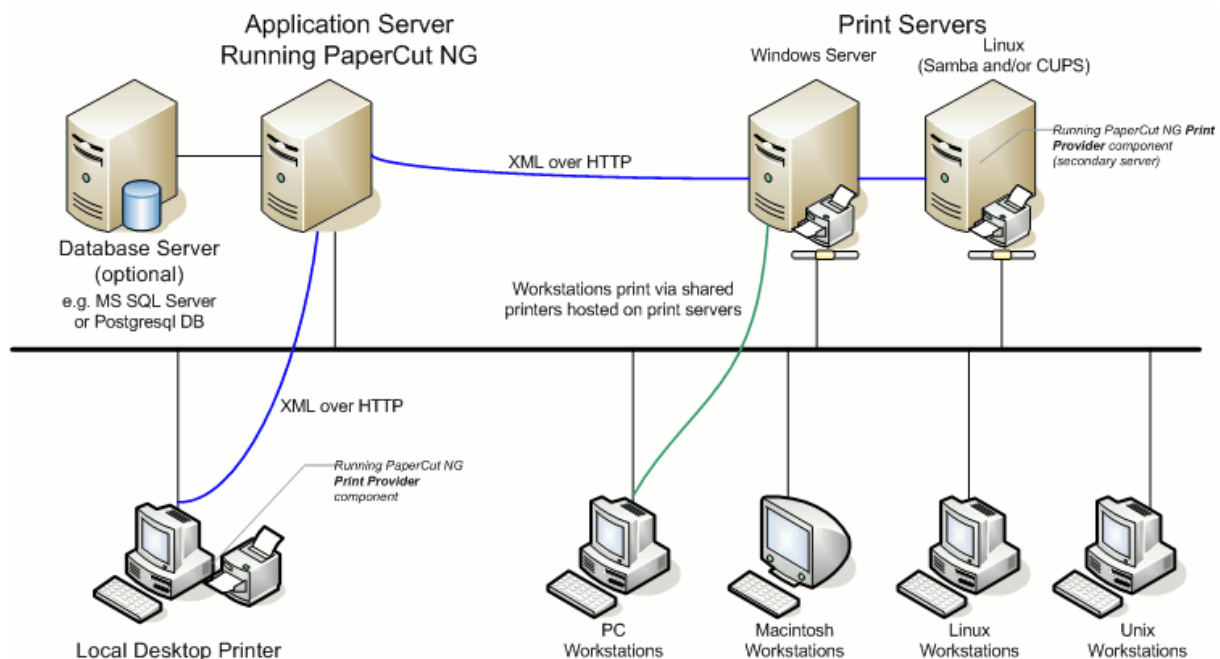 Application Server
Running PaperCut NG
Print Servers
Windows Server
Linux
(Samba and/or CUPS)
Running PaperCut NG Print
Provider component
(secondary server)
XML over HTTP
Database Server
(optional)
e.g. MS SQL Server
or Postgresql DB
Workstations print via shared
printers hosted on print servers
XML over HTTP
Running PaperCut NG
Print Provider
component
Local Desktop Printer
PC
Workstations
Macintosh
Workstations
Linux
Workstations
Unix
Workstations